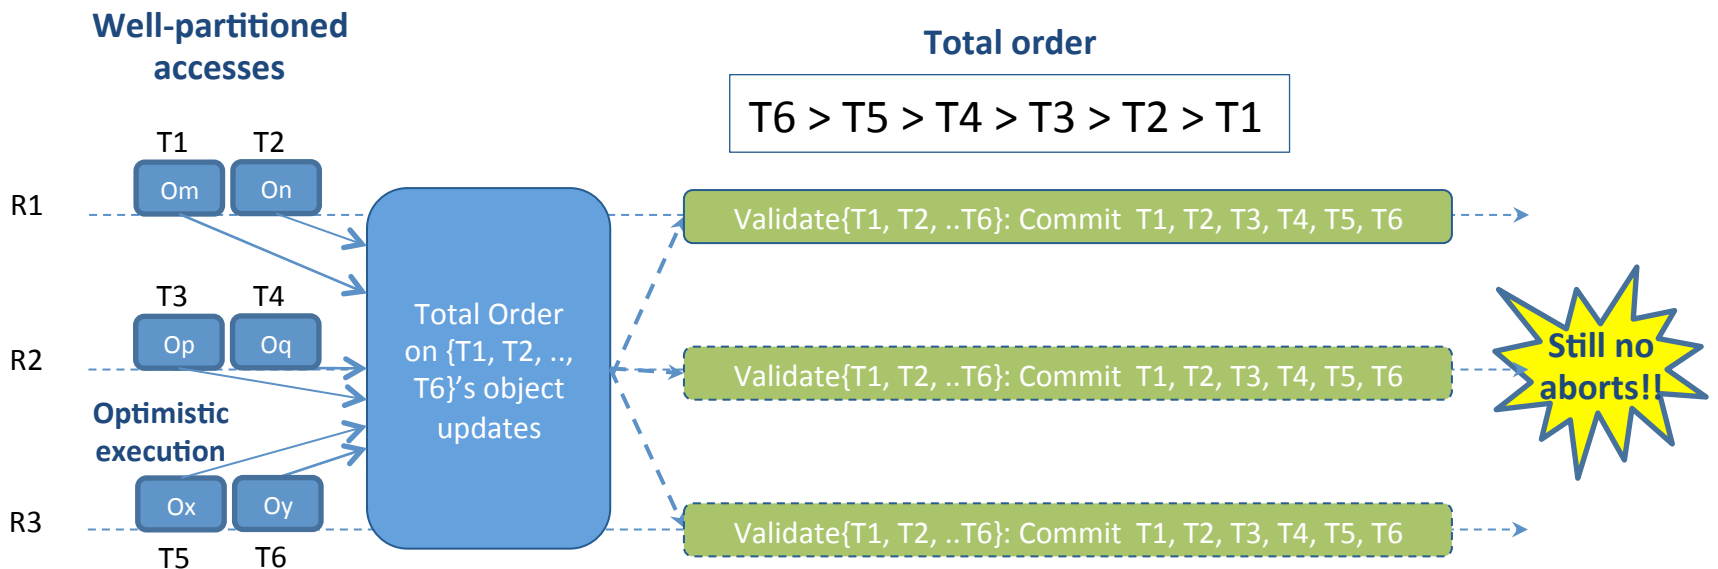 Well-partitioned
accesses
Total order
T6 > T5 > T4 > T3 > T2 > T1
T1 T2
Om On
R1
Validate{T1, T2, ..T6}: Commit T1, T2, T3, T4, T5, T6
T3 T4
Op Oq
R2
Total Order
on {T1, T2, ..,
T6}'s object
updates
Validate{T1, T2, ..T6}: Commit T1, T2, T3, T4, T5, T6
Still no
aborts!!
Optimistic
execution
Ox Oy
R3
T5 T6
Validate{T1, T2, ..T6}: Commit T1, T2, T3, T4, T5, T6